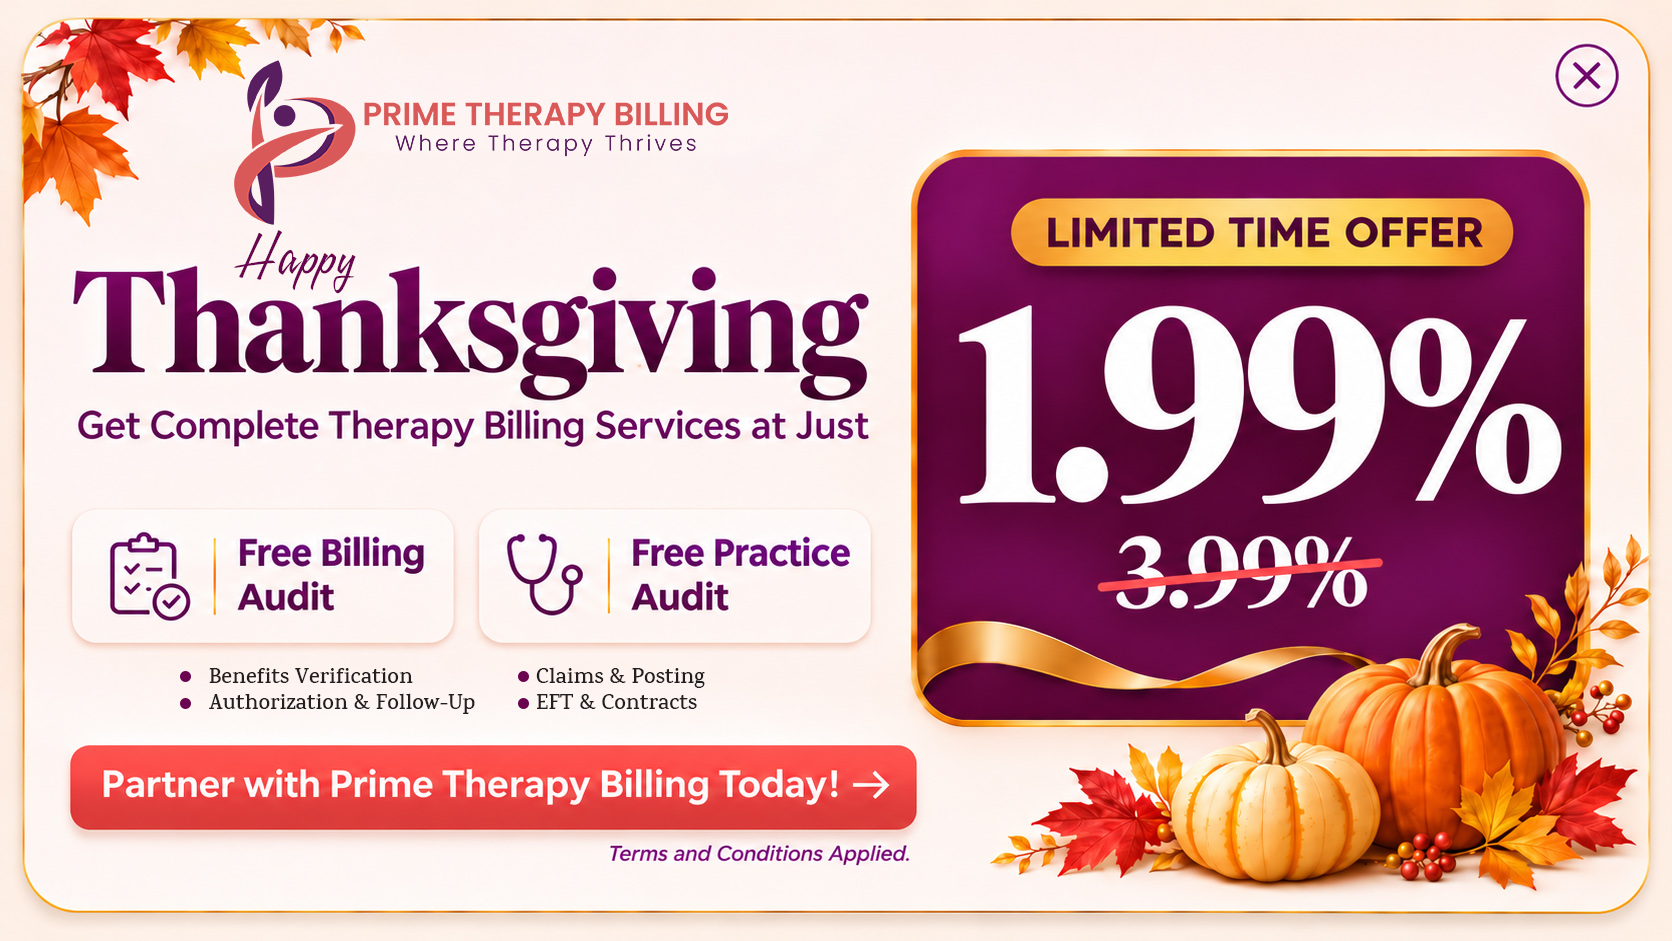 PRIME THERAPY BILLING
Where Therapy Thrives
Happy
Thanksgiving
Get Complete Therapy Billing Services at Just
Free Billing
Audit
Free Practice
Audit
Benefits Verification
Authorization & Follow-Up
Claims & Posting
EFT & Contracts
Partner with Prime Therapy Billing Today! →
Terms and Conditions Applied.
LIMITED TIME OFFER
1.99%
3.99%